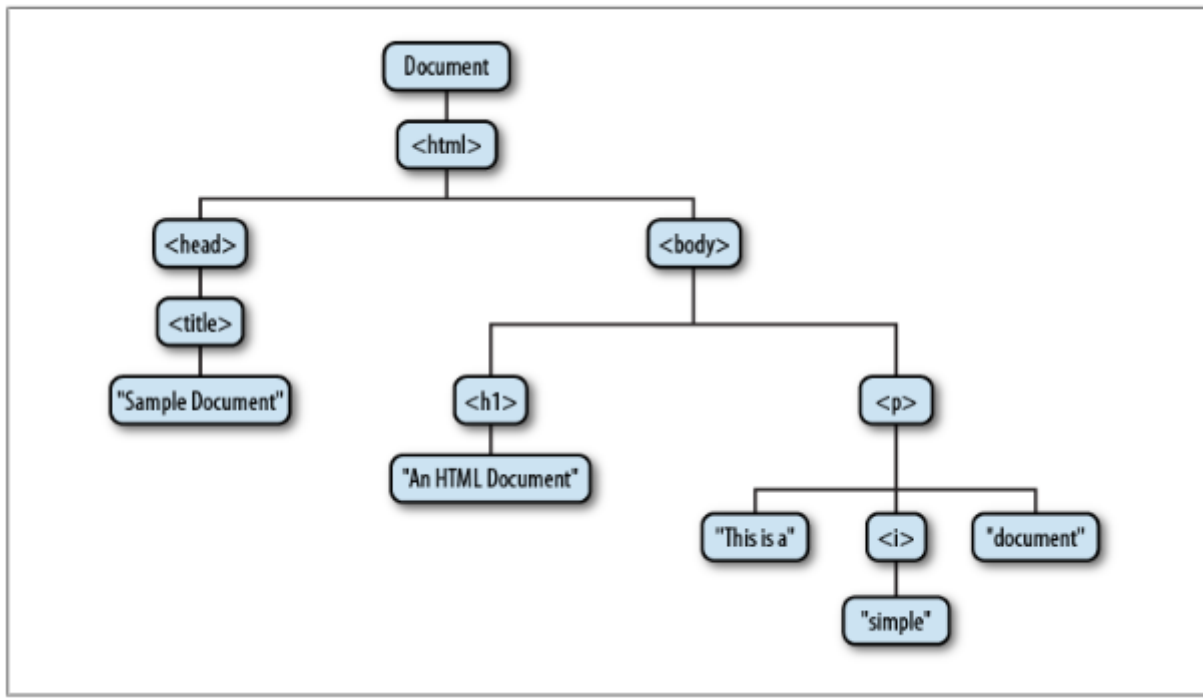 Document
<html>
<head>
<body>
<title>
"Sample Document"
<h1>
<p>
"An HTML Document"
"This is a"
<i>
"document"
"simple"